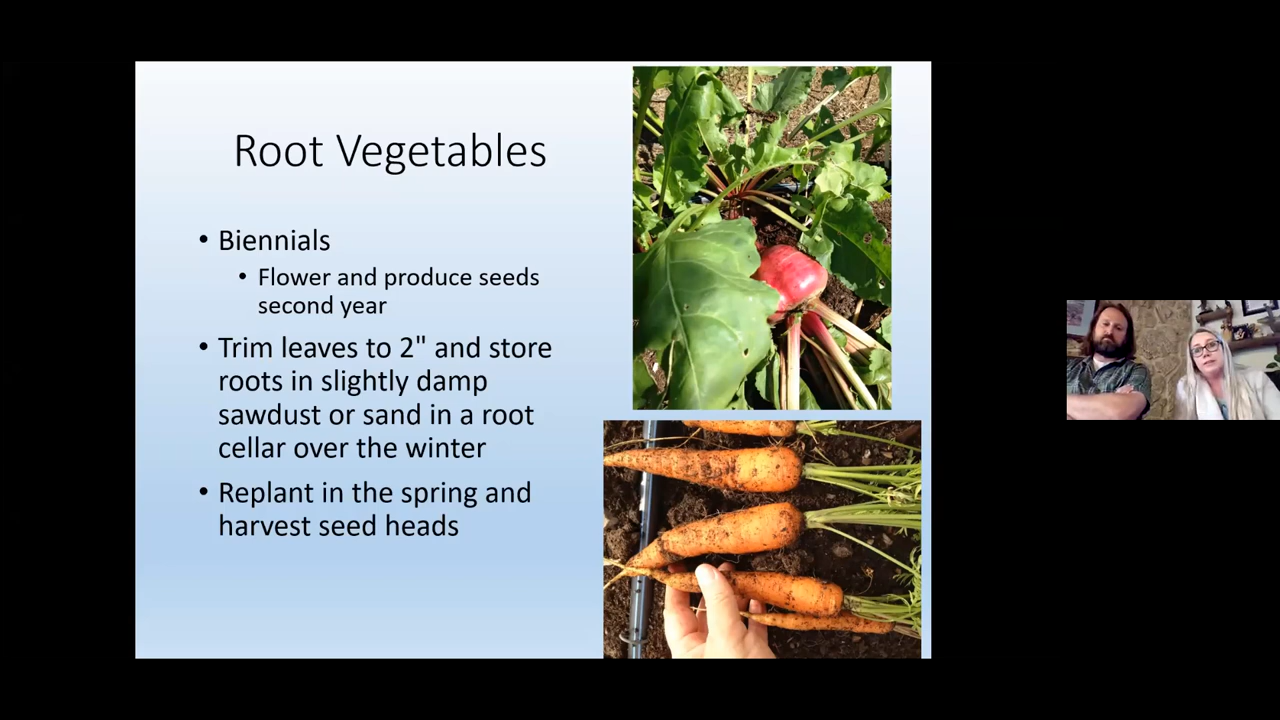 Root Vegetables
• Biennials
• Flower and produce seeds
second year
• Trim leaves to 2" and store
roots in slightly damp
sawdust or sand in a root
cellar over the winter
• Replant in the spring and
harvest seed heads